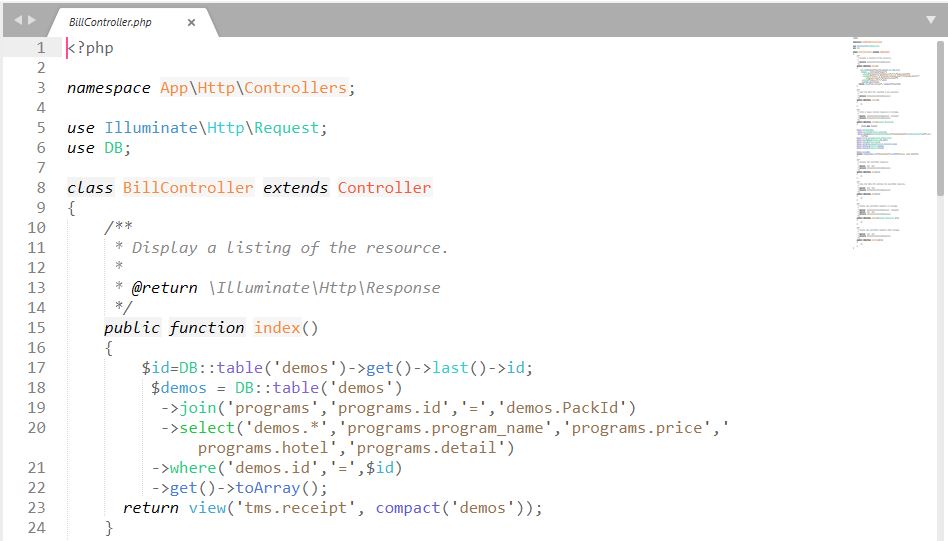 BillController.php ×
1 <?php
2
3 namespace App\Http\Controllers;
4
5 use Illuminate\Http\Request;
6 use DB;
7
8 class BillController extends Controller
9 {
10 /**
11 * Display a listing of the resource.
12 *
13 * @return \Illuminate\Http\Response
14 */
15 public function index()
16 {
17 $id=DB::table('demos')->get()->last()->id;
18 $demos = DB::table('demos')
19 ->join('programs','programs.id','=','demos.PackId')
20 ->select('demos.*','programs.program_name','programs.price','
programs.hotel','programs.detail')
21 ->where('demos.id','=',$id)
22 ->get()->toArray();
23 return view('tms.receipt', compact('demos'));
24 }